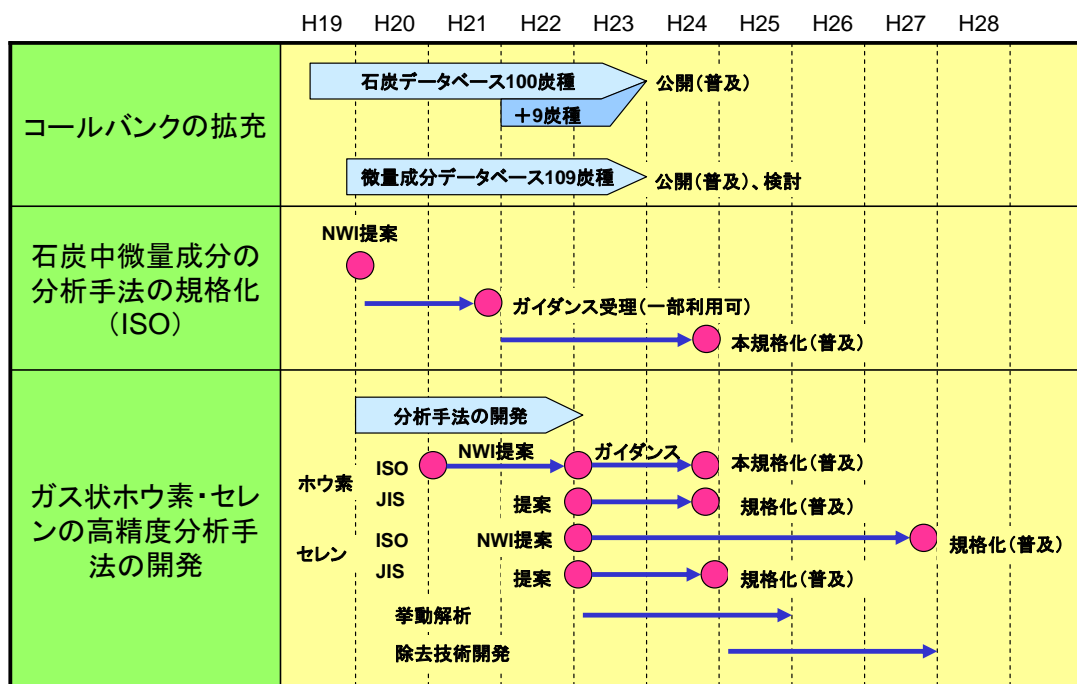 H19 H20 H21 H22 H23 H24 H25 H26 H27 H28
コールバンクの拡充
石炭データベース100炭種
公開(普及)
+9炭種
微量成分データベース109炭種
公開(普及)、検討
石炭中微量成分の
分析手法の規格化
(ISO)
NWI提案
ガイダンス受理(一部利用可)
本規格化(普及)
ガス状ホウ素・セレ
ンの高精度分析手
法の開発
分析手法の開発
ホウ素
ISO
NWI提案
ガイダンス
本規格化(普及)
JIS
提案
規格化(普及)
セレン
ISO
NWI提案
規格化(普及)
JIS
提案
規格化(普及)
挙動解析
除去技術開発